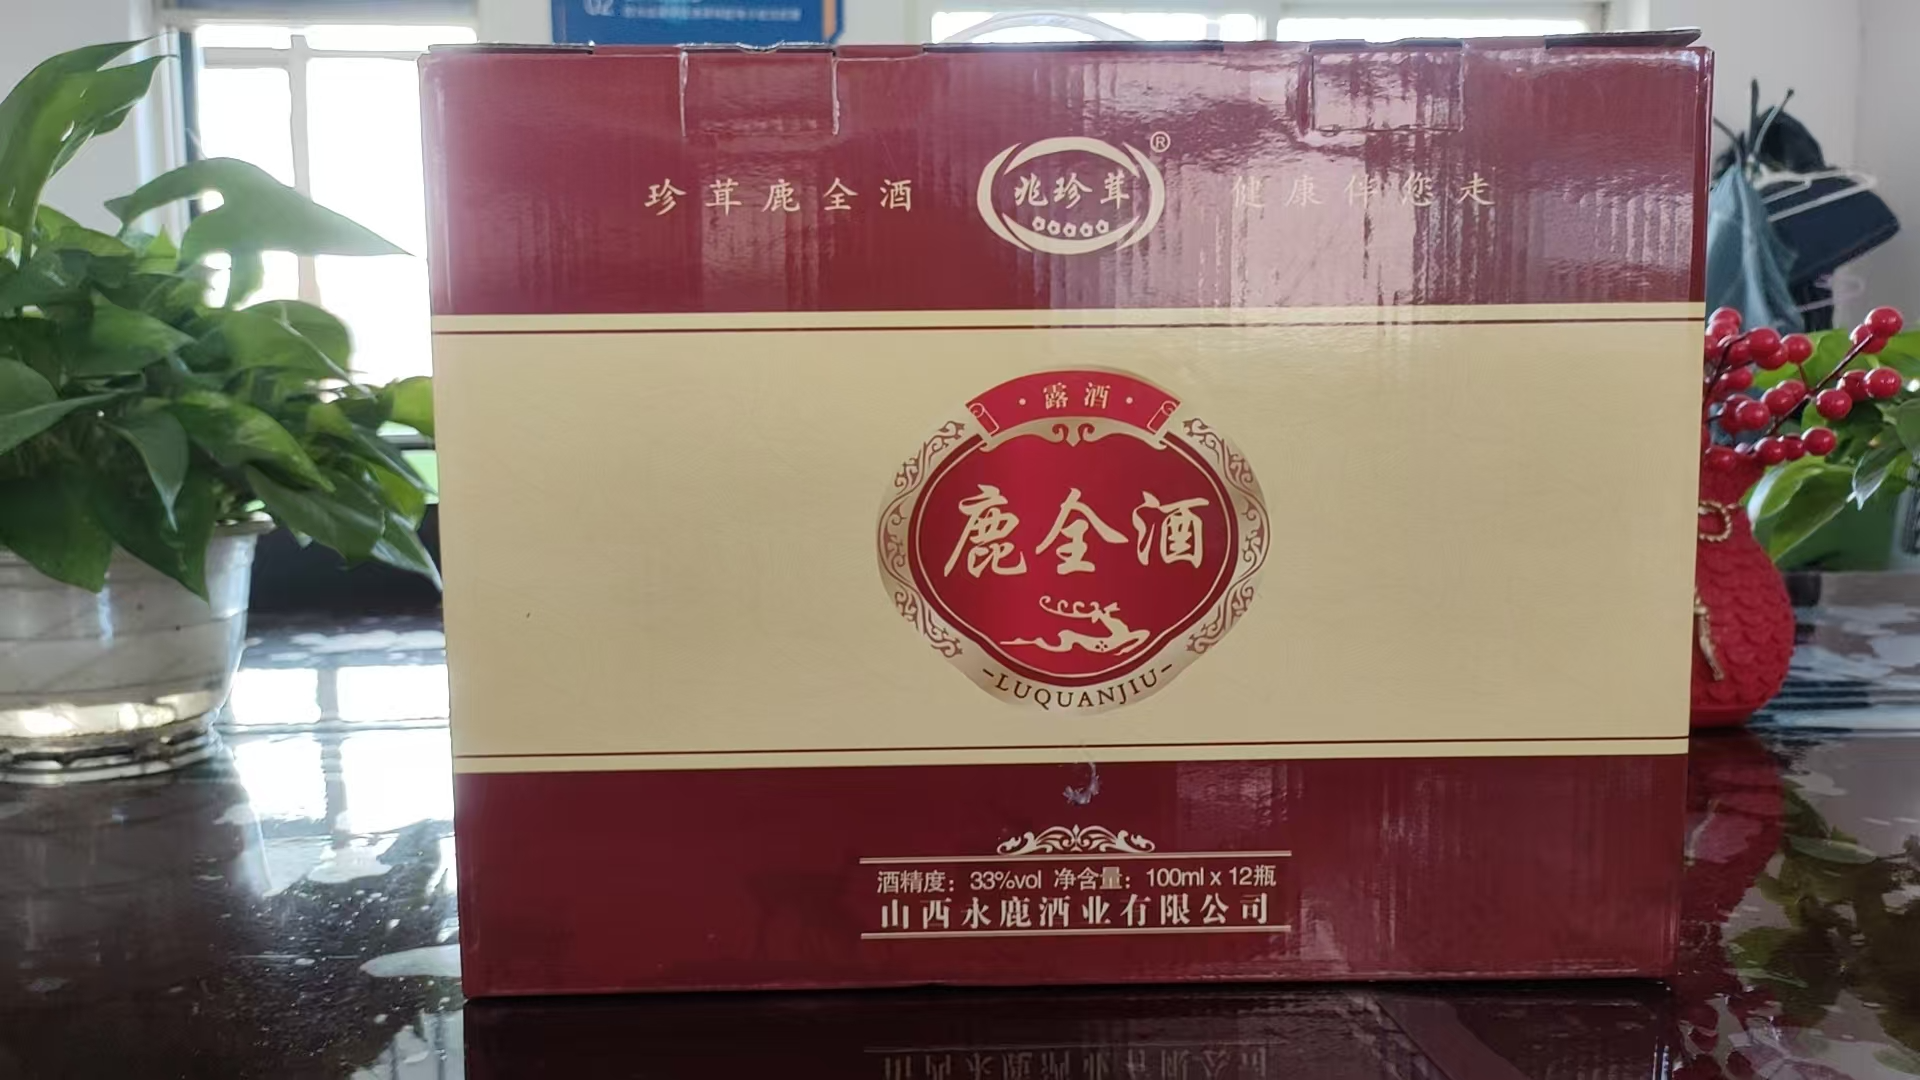 02
珍茸鹿全酒
兆珍茸
®
健康伴您走
·露酒·
鹿全酒
-LUQUANJIU-
酒精度：33%vol 净含量：100ml x 12瓶
山西永鹿酒业有限公司